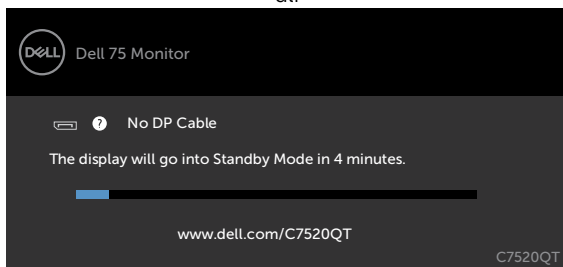 DELL
Dell 75 Monitor
? No DP Cable
The display will go into Standby Mode in 4 minutes.
www.dell.com/C7520QT
C7520QT